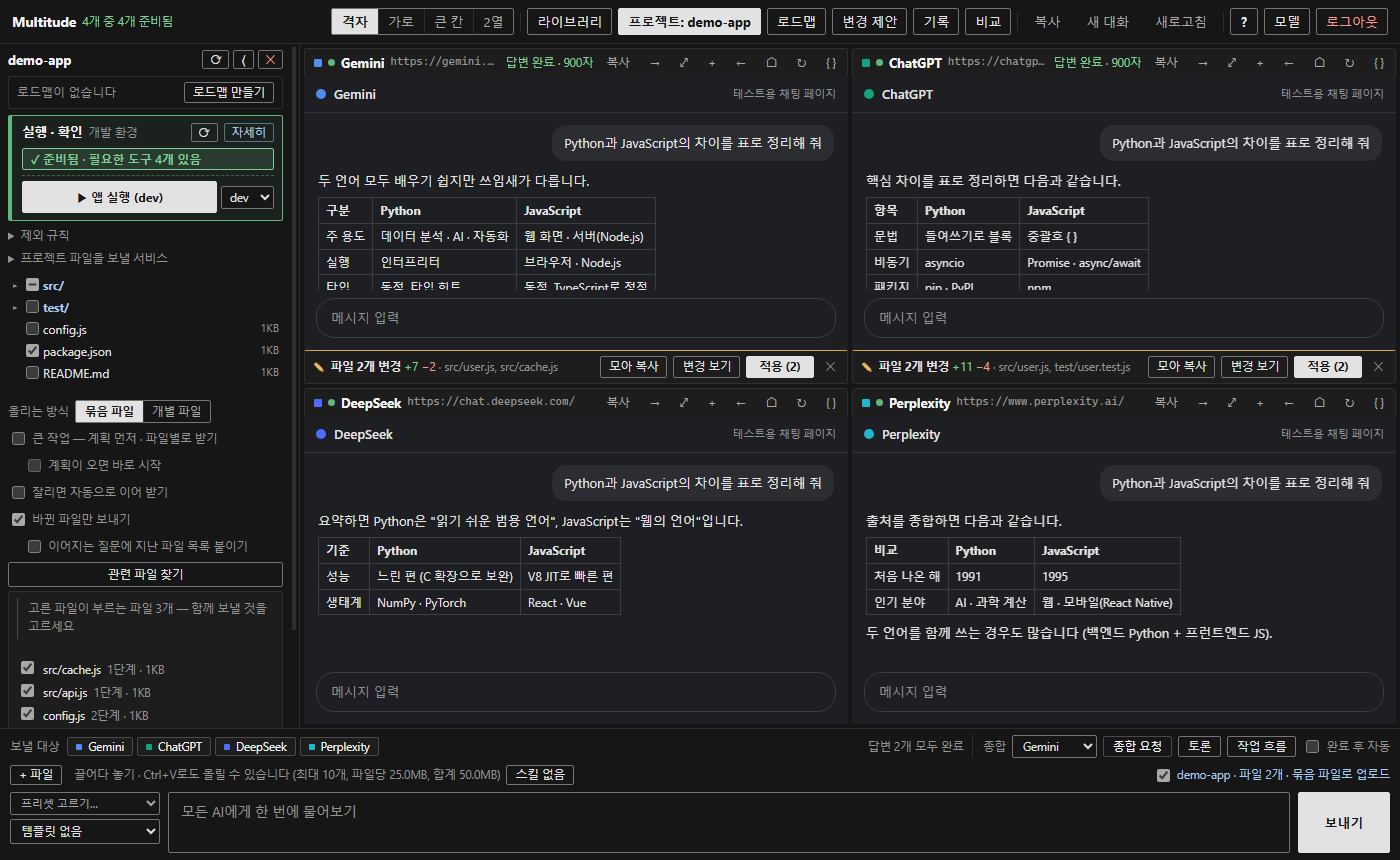 Multitude 4개 중 4개 준비됨 격자 가로 큰 칸 2열 라이브러리 프로젝트: demo-app 로드맵 변경 제안 기록 비교 복사 새 대화 새로고침 ? 모델 로그아웃
demo-app
로드맵이 없습니다 로드맵 만들기
실행 · 확인 개발 환경 자세히
✓ 준비됨 · 필요한 도구 4개 있음
▶ 앱 실행 (dev) dev
▶ 제외 규칙
▶ 프로젝트 파일을 보낼 서비스
src/
test/
config.js 1KB
package.json 1KB
README.md 1KB
올리는 방식 묶음 파일 개별 파일
큰 작업 — 계획 먼저 · 파일별로 받기
계획이 오면 바로 시작
잘리면 자동으로 이어 받기
바뀐 파일만 보내기
이어지는 질문에 지난 파일 목록 붙이기
관련 파일 찾기
고른 파일이 부르는 파일 3개 — 함께 보낼 것을
고르세요
src/cache.js 1단계 · 1KB
src/api.js 1단계 · 1KB
config.js 2단계 · 1KB
Gemini https://gemini.… 답변 완료 · 900자 복사 → ⤢ + ← ↻ { }
Gemini 테스트용 채팅 페이지
Python과 JavaScript의 차이를 표로 정리해 줘
두 언어 모두 배우기 쉽지만 쓰임새가 다릅니다.
구분 Python JavaScript
주 용도 데이터 분석 · AI · 자동화 웹 화면 · 서버(Node.js)
실행 인터프리터 브라우저 · Node.js
타입 동적, 타입 힌트 동적, TypeScript로 정적
메시지 입력
파일 2개 변경 +7 −2 · src/user.js, src/cache.js 모아 복사 변경 보기 적용 (2) ×
ChatGPT https://chatgp… 답변 완료 · 900자 복사 → ⤢ + ← ↻ { }
ChatGPT 테스트용 채팅 페이지
Python과 JavaScript의 차이를 표로 정리해 줘
핵심 차이를 표로 정리하면 다음과 같습니다.
항목 Python JavaScript
문법 들여쓰기로 블록 중괄호 { }
비동기 asyncio Promise · async/await
패키지 pip · PyPI npm
메시지 입력
파일 2개 변경 +11 −4 · src/user.js, test/user.test.js 모아 복사 변경 보기 적용 (2) ×
DeepSeek https://chat.deepseek.com/ 복사 → ⤢ + ← ↻ { }
DeepSeek 테스트용 채팅 페이지
Python과 JavaScript의 차이를 표로 정리해 줘
요약하면 Python은 "읽기 쉬운 범용 언어", JavaScript는 "웹의 언어"입니다.
기준 Python JavaScript
성능 느린 편 (C 확장으로 보완) V8 JIT로 빠른 편
생태계 NumPy · PyTorch React · Vue
메시지 입력
Perplexity https://www.perplexity.ai/ 복사 → ⤢ + ← ↻ { }
Perplexity 테스트용 채팅 페이지
Python과 JavaScript의 차이를 표로 정리해 줘
출처를 종합하면 다음과 같습니다.
비교 Python JavaScript
처음 나온 해 1991 1995
인기 분야 AI · 과학 계산 웹 · 모바일(React Native)
두 언어를 함께 쓰는 경우도 많습니다 (백엔드 Python + 프런트엔드 JS).
메시지 입력
보낼 대상 Gemini ChatGPT DeepSeek Perplexity 답변 2개 모두 완료 종합 Gemini 종합 요청 토론 작업 흐름 완료 후 자동
+ 파일 끌어다 놓기 · Ctrl+V로도 올릴 수 있습니다 (최대 10개, 파일당 25.0MB, 합계 50.0MB) 스킬 없음 demo-app · 파일 2개 · 묶음 파일로 업로드
프리셋 고르기...
템플릿 없음
모든 AI에게 한 번에 물어보기
보내기